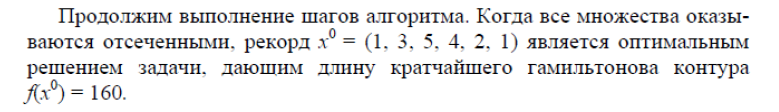 Продолжим выполнение шагов алгоритма. Когда все множества оказы-
ваются отсеченными, рекорд x⁰ = (1, 3, 5, 4, 2, 1) является оптимальным
решением задачи, дающим длину кратчайшего гамильтонова контура
f(x⁰) = 160.